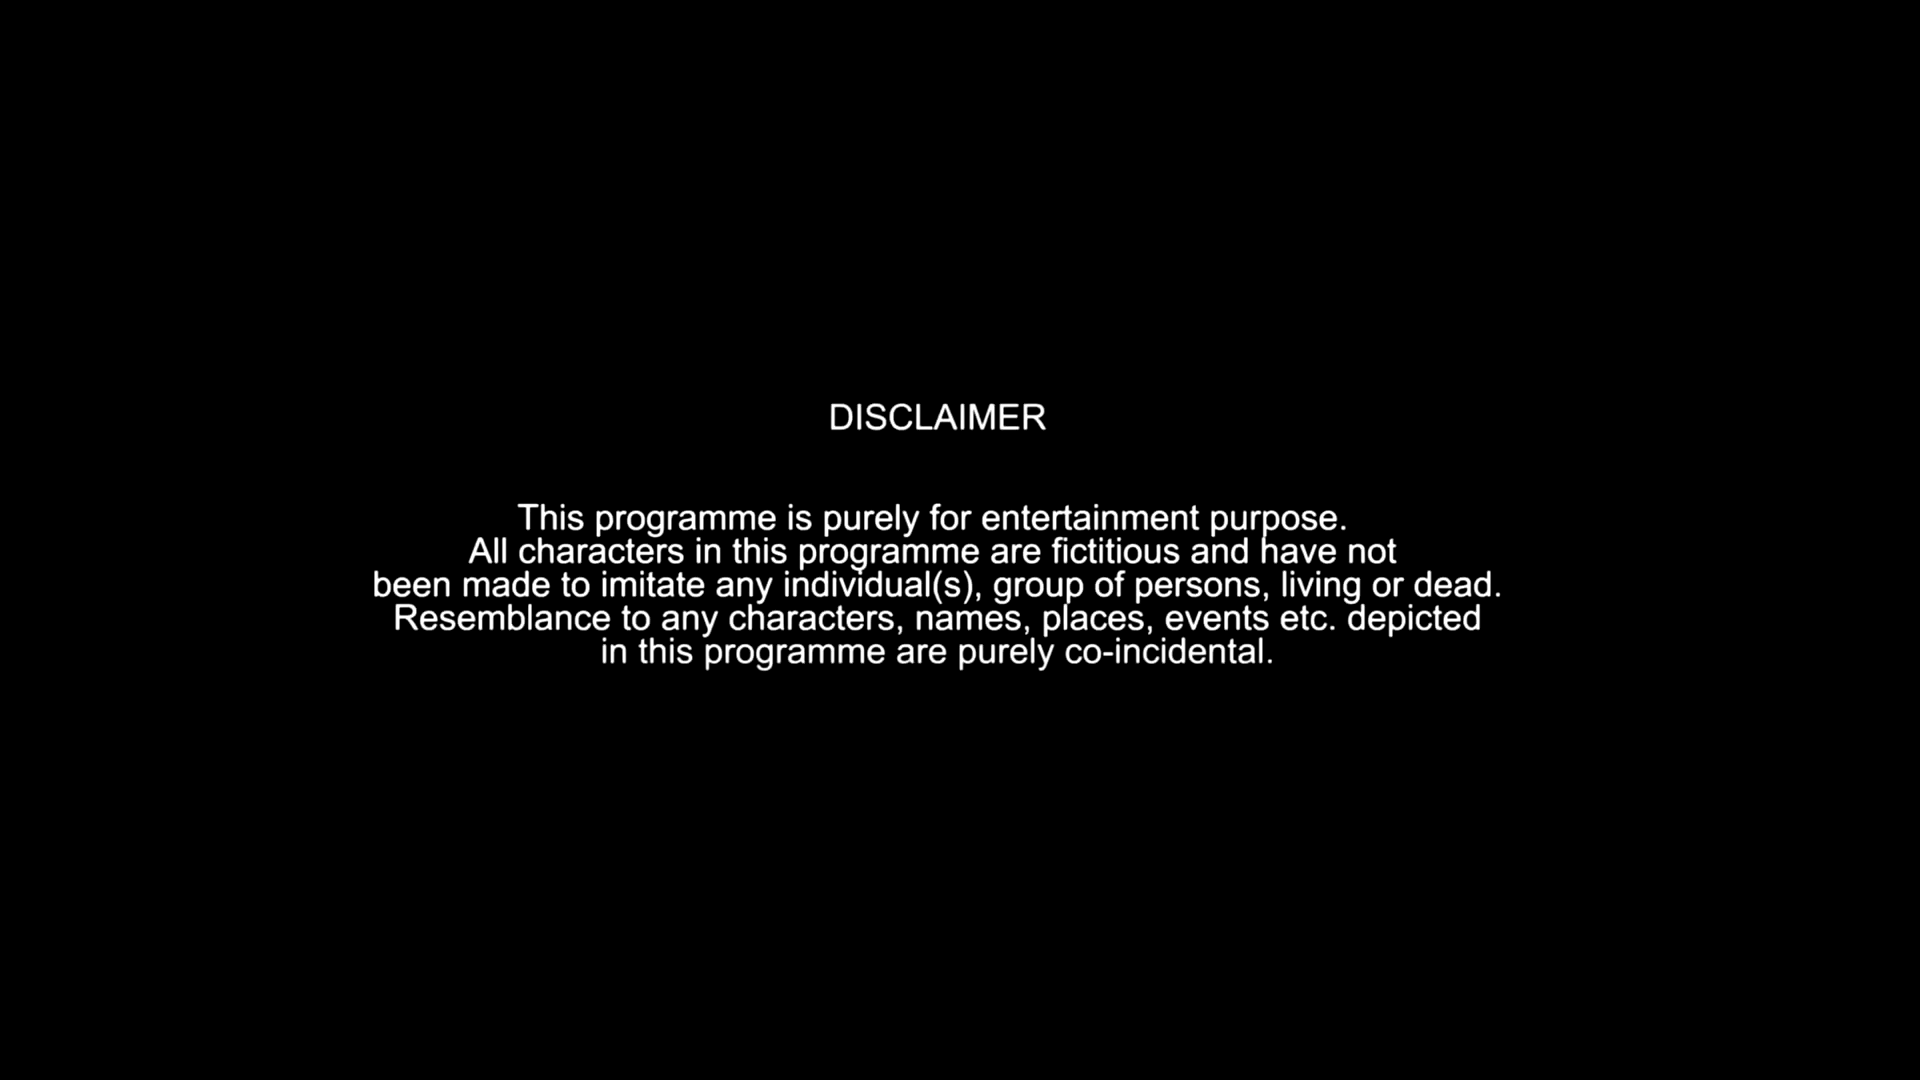 DISCLAIMER
This programme is purely for entertainment purpose.
All characters in this programme are fictitious and have not
been made to imitate any individual(s), group of persons, living or dead.
Resemblance to any characters, names, places, events etc. depicted
in this programme are purely co-incidental.